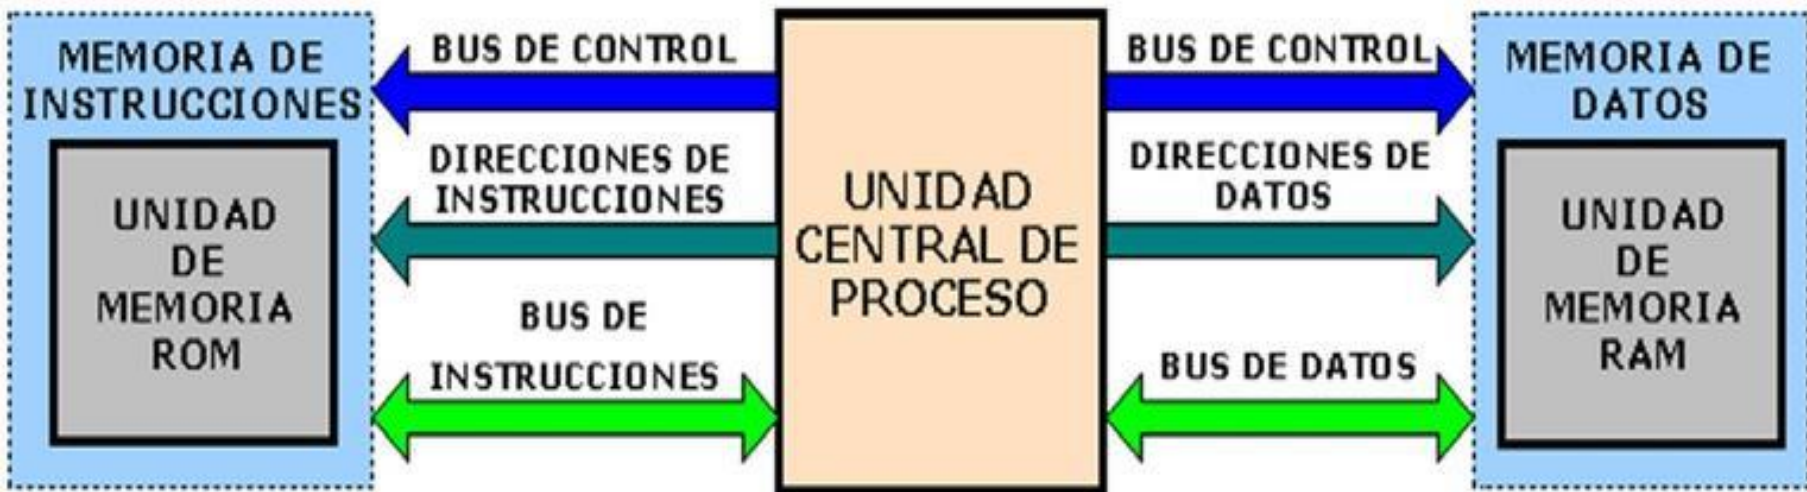 MEMORIA DE
INSTRUCCIONES
UNIDAD
DE
MEMORIA
ROM
BUS DE CONTROL
DIRECCIONES DE
INSTRUCCIONES
BUS DE
INSTRUCCIONES
UNIDAD
CENTRAL DE
PROCESO
BUS DE CONTROL
DIRECCIONES DE
DATOS
BUS DE DATOS
MEMORIA DE
DATOS
UNIDAD
DE
MEMORIA
RAM